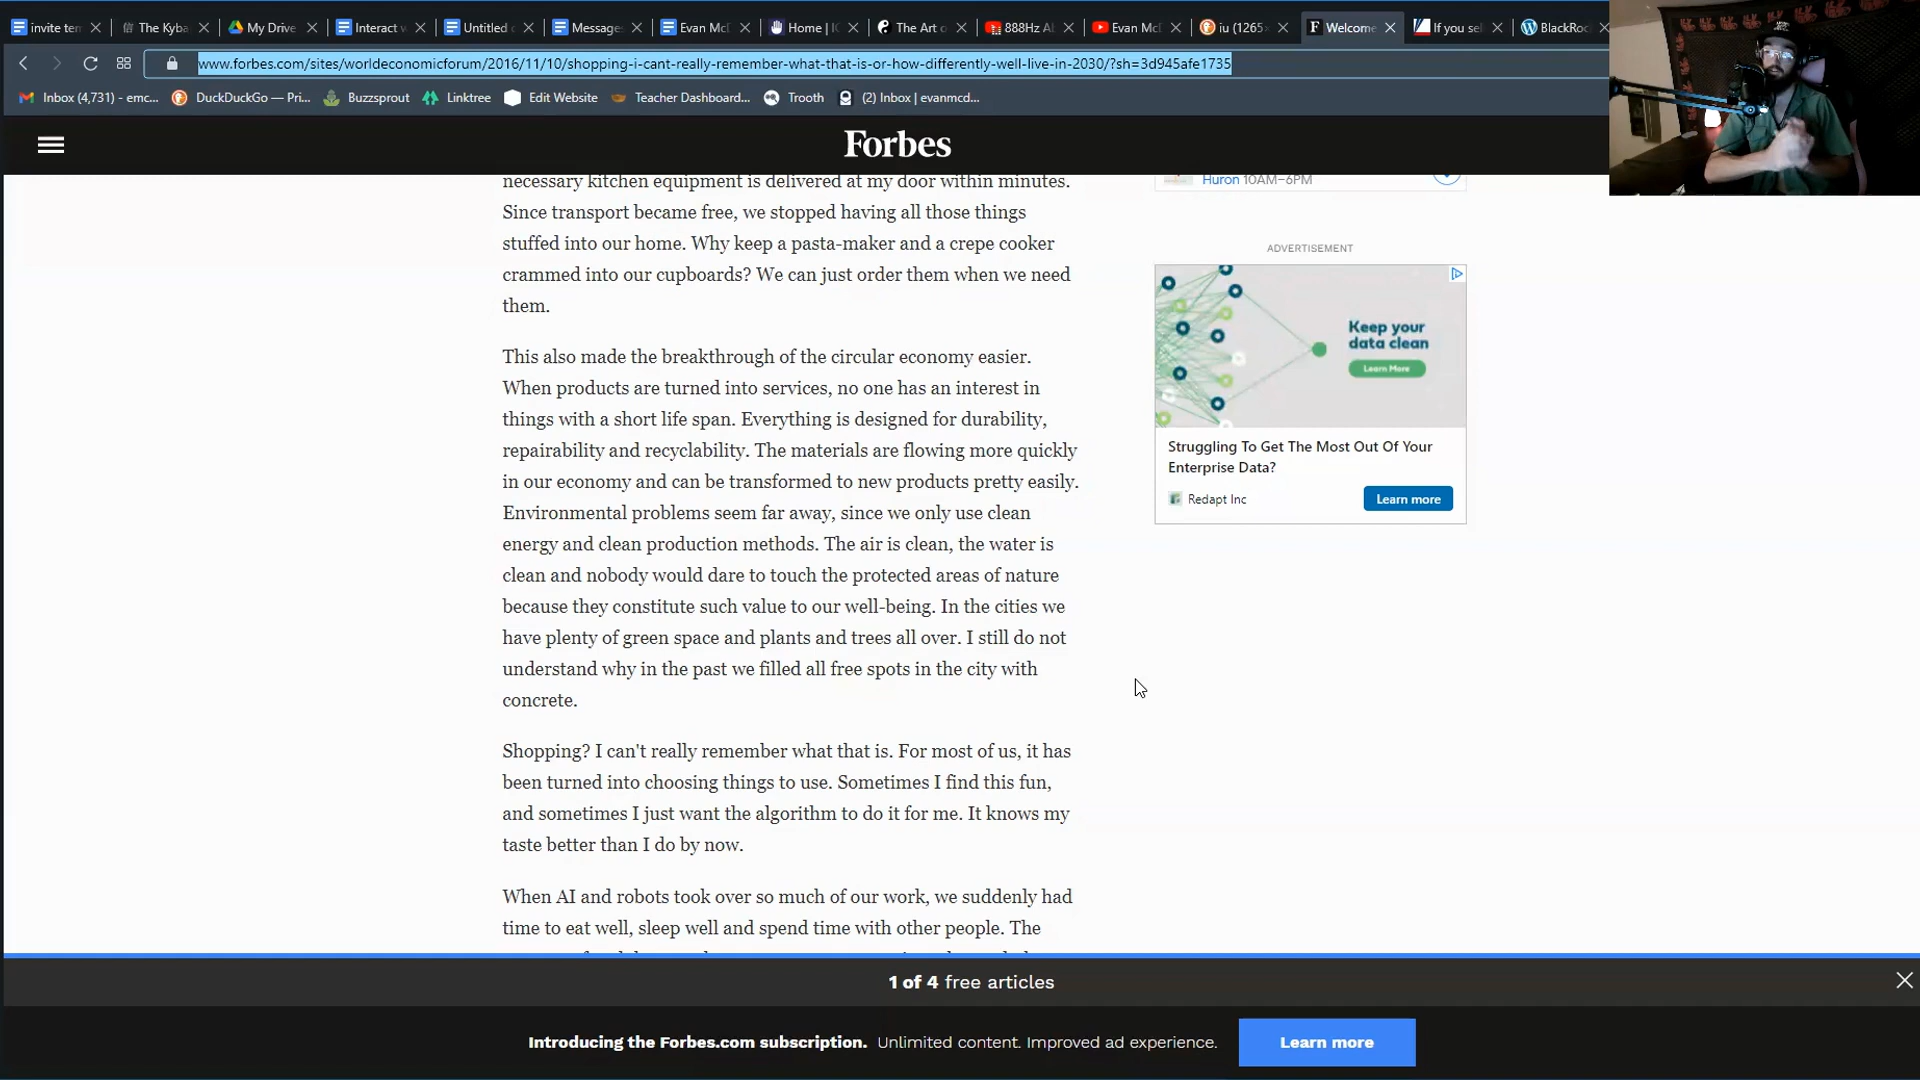 invite ten
The Kyba
My Drive
Interact w
Untitled c
Message
Evan McD
Home | IC
The Art o
888Hz Ab
Evan McD
iu (1265×
Welcome
If you sel
BlackRoc
www.forbes.com/sites/worldeconomicforum/2016/11/10/shopping-i-cant-really-remember-what-that-is-or-how-differently-well-live-in-2030/?sh=3d945afe1735
Inbox (4,731) - emc...
DuckDuckGo — Pri...
Buzzsprout
Linktree
Edit Website
Teacher Dashboard...
Trooth
(2) Inbox | evanmcd...
Forbes
necessary kitchen equipment is delivered at my door within minutes.
Since transport became free, we stopped having all those things
stuffed into our home. Why keep a pasta-maker and a crepe cooker
crammed into our cupboards? We can just order them when we need
them.
This also made the breakthrough of the circular economy easier.
When products are turned into services, no one has an interest in
things with a short life span. Everything is designed for durability,
repairability and recyclability. The materials are flowing more quickly
in our economy and can be transformed to new products pretty easily.
Environmental problems seem far away, since we only use clean
energy and clean production methods. The air is clean, the water is
clean and nobody would dare to touch the protected areas of nature
because they constitute such value to our well-being. In the cities we
have plenty of green space and plants and trees all over. I still do not
understand why in the past we filled all free spots in the city with
concrete.
Shopping? I can't really remember what that is. For most of us, it has
been turned into choosing things to use. Sometimes I find this fun,
and sometimes I just want the algorithm to do it for me. It knows my
taste better than I do by now.
When AI and robots took over so much of our work, we suddenly had
time to eat well, sleep well and spend time with other people. The
Huron 10AM–6PM
ADVERTISEMENT
Keep your
data clean
Learn More
Struggling To Get The Most Out Of Your
Enterprise Data?
Redapt Inc
Learn more
1 of 4 free articles
Introducing the Forbes.com subscription. Unlimited content. Improved ad experience.
Learn more